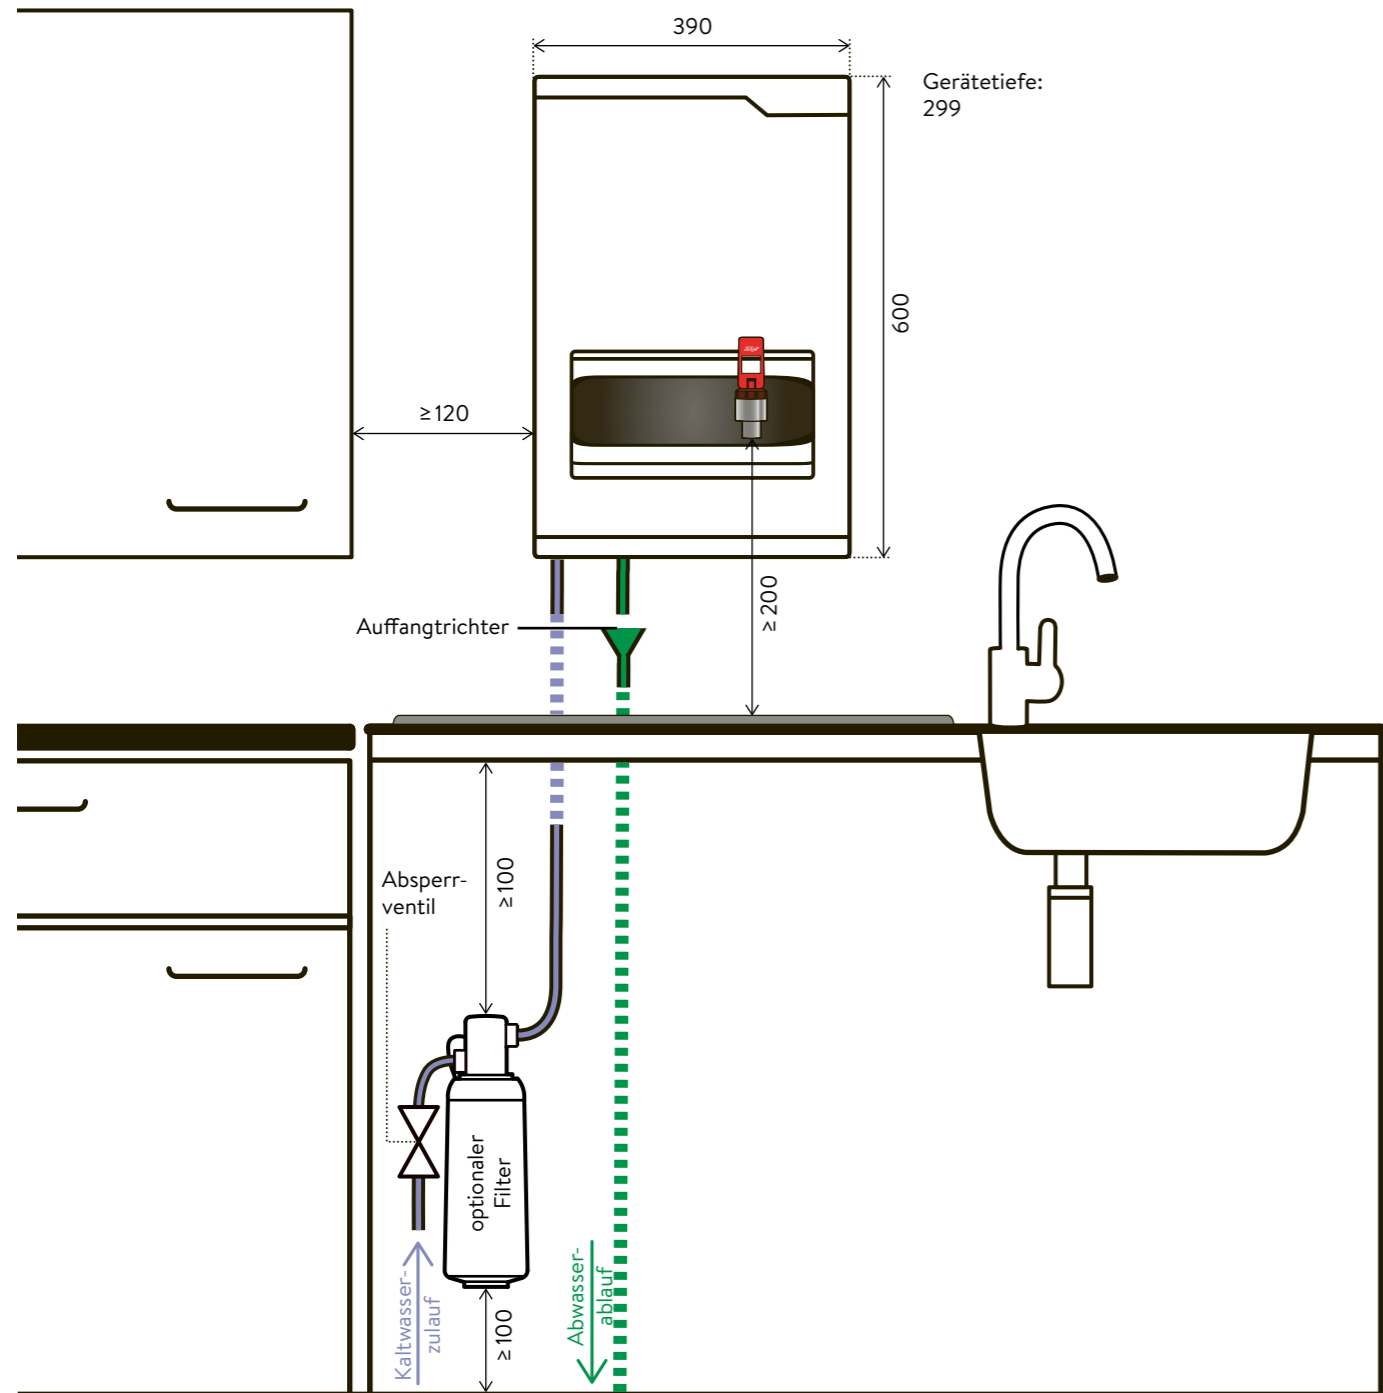 390
Gerätetiefe:
299
600
≥120
≥200
Auffangtrichter
Absperr-
ventil
≥100
optionaler
Filter
Kaltwasser-
zulauf
≥100
Abwasser-
ablauf